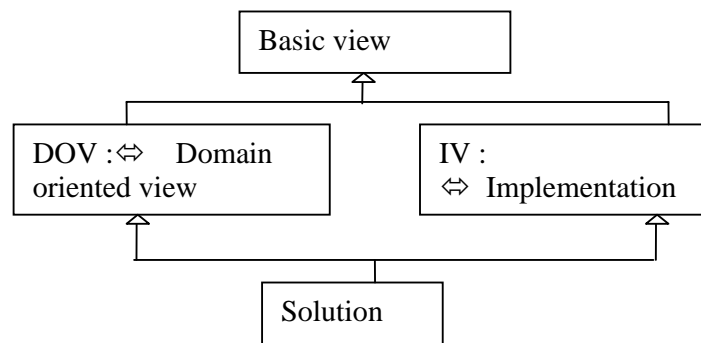 Basic view
DOV :⇔ Domain
oriented view
IV :
⇔ Implementation
Solution